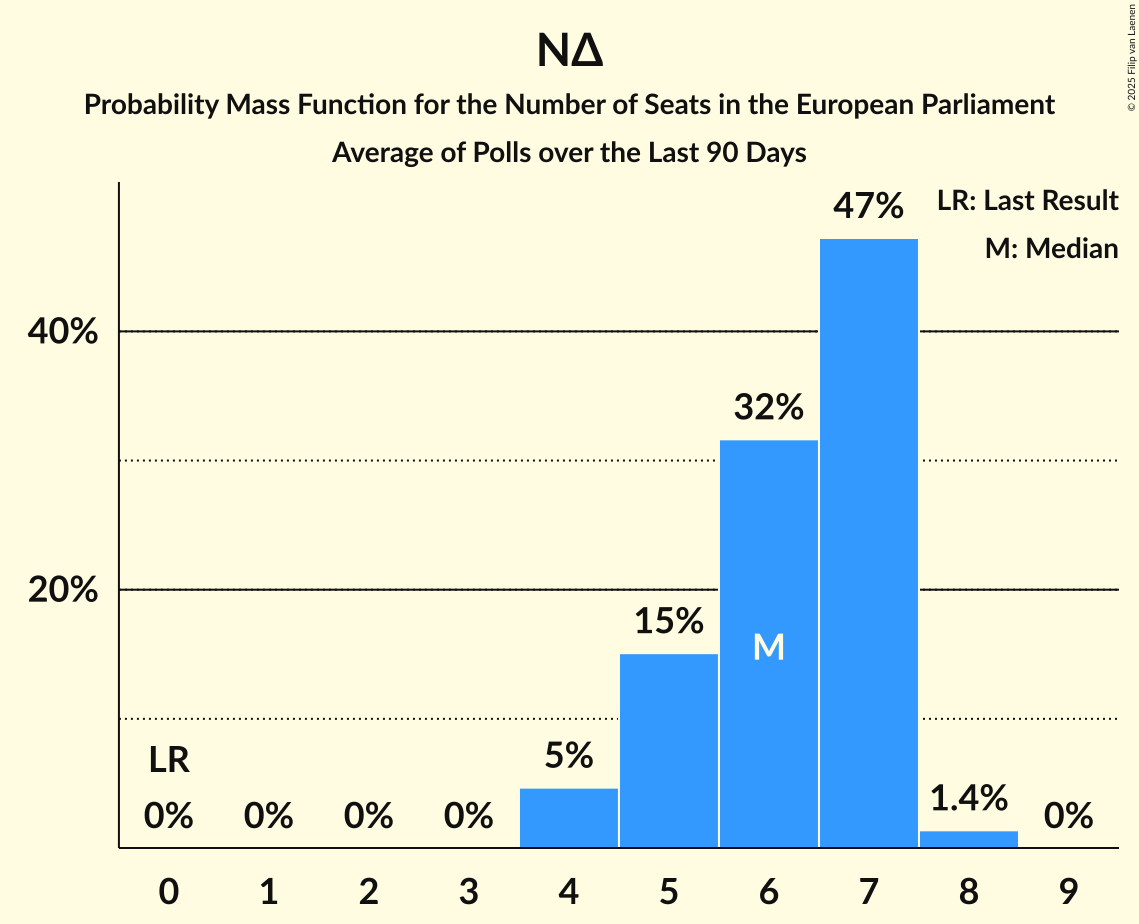 NΔ
Probability Mass Function for the Number of Seats in the European Parliament
Average of Polls over the Last 90 Days
© 2025 Filip van Laenen
LR: Last Result
M: Median
40%
20%
LR
0%
0%
0%
0%
5%
15%
32%
M
47%
1.4%
0%
0 1 2 3 4 5 6 7 8 9